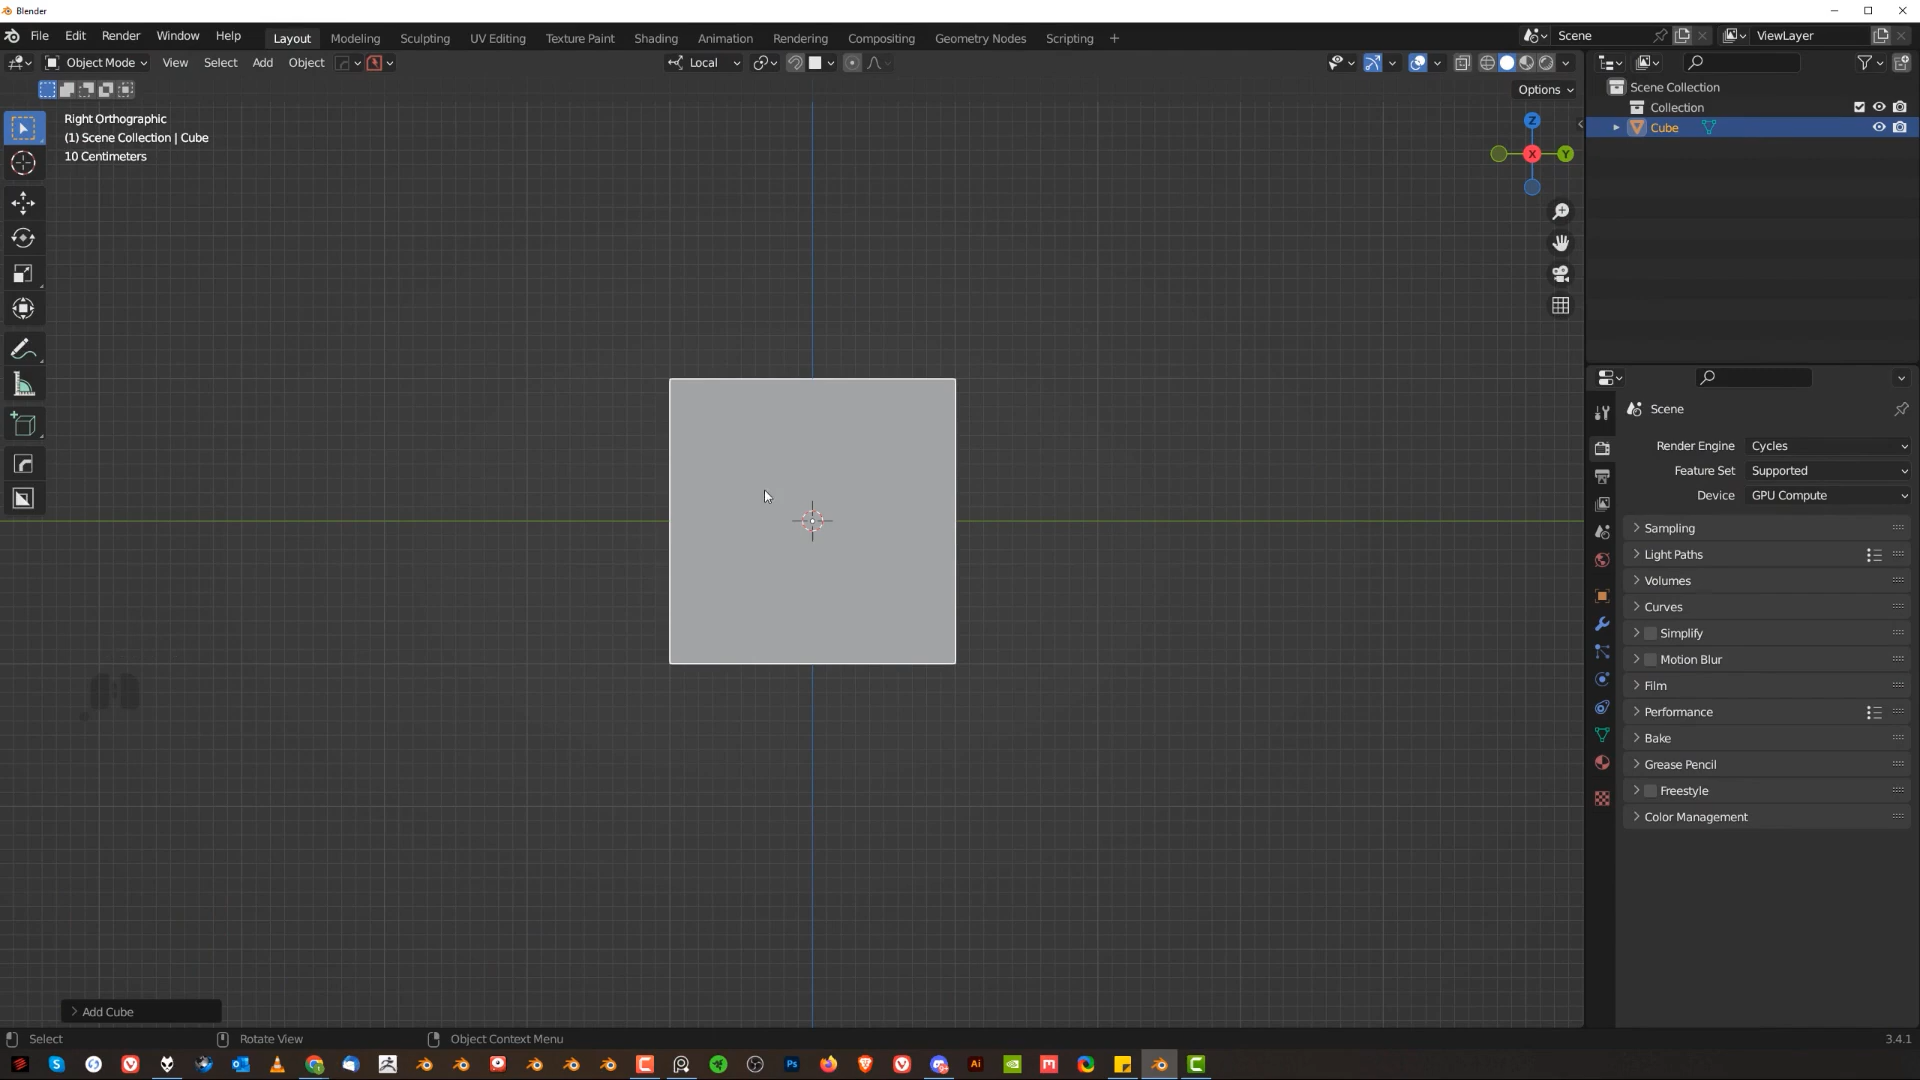 Blender
File Edit Render Window Help Layout Modeling Sculpting UV Editing Texture Paint Shading Animation Rendering Compositing Geometry Nodes Scripting + Scene ViewLayer
Object Mode View Select Add Object Local
Options
Right Orthographic
(1) Scene Collection | Cube
10 Centimeters
Z
X
Y
Scene Collection
Collection
Cube
Scene
Render Engine Cycles
Feature Set Supported
Device GPU Compute
Sampling
Light Paths
Volumes
Curves
Simplify
Motion Blur
Film
Performance
Bake
Grease Pencil
Freestyle
Color Management
Add Cube
Select Rotate View Object Context Menu 3.4.1
S Ps Ai m C